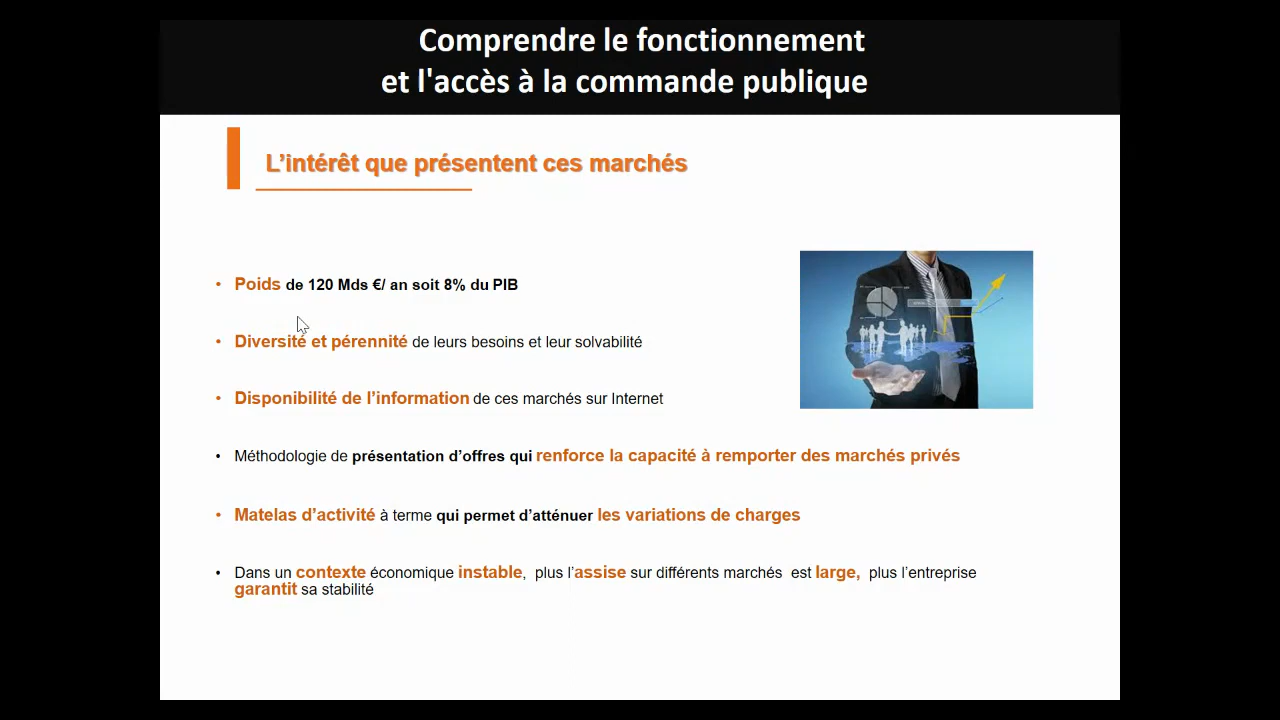 Comprendre le fonctionnement
et l'accès à la commande publique
L’intérêt que présentent ces marchés
• Poids de 120 Mds €/ an soit 8% du PIB
• Diversité et pérennité de leurs besoins et leur solvabilité
• Disponibilité de l’information de ces marchés sur Internet
• Méthodologie de présentation d’offres qui renforce la capacité à remporter des marchés privés
• Matelas d’activité à terme qui permet d’atténuer les variations de charges
• Dans un contexte économique instable, plus l’assise sur différents marchés est large, plus l’entreprise
garantit sa stabilité